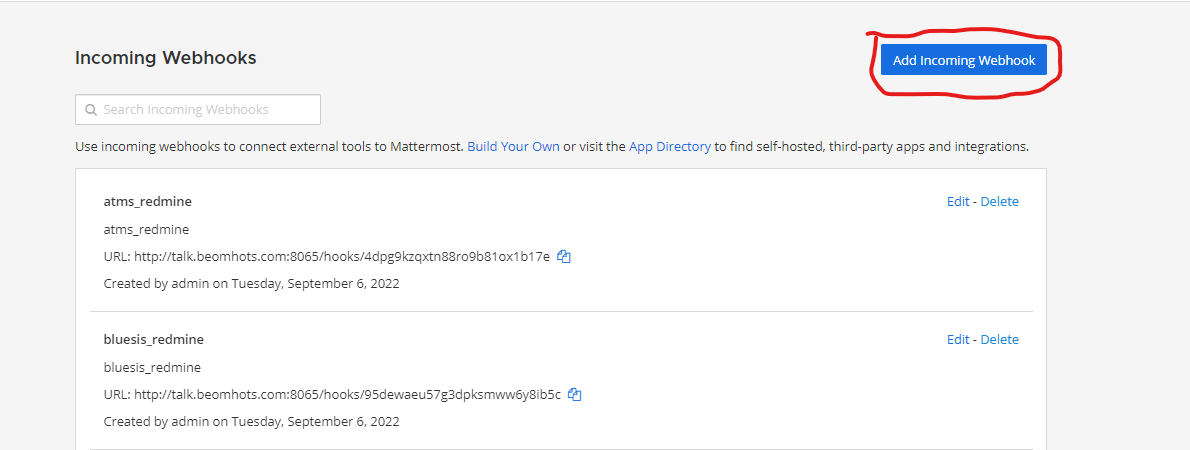 Incoming Webhooks
Add Incoming Webhook
Search Incoming Webhooks
Use incoming webhooks to connect external tools to Mattermost. Build Your Own or visit the App Directory to find self-hosted, third-party apps and integrations.
atms_redmine
Edit - Delete
atms_redmine
URL: http://talk.beomhots.com:8065/hooks/4dpg9kzqxtn88ro9b81ox1b17e
Created by admin on Tuesday, September 6, 2022
bluesis_redmine
Edit - Delete
bluesis_redmine
URL: http://talk.beomhots.com:8065/hooks/95dewaeu57g3dpksmww6y8ib5c
Created by admin on Tuesday, September 6, 2022